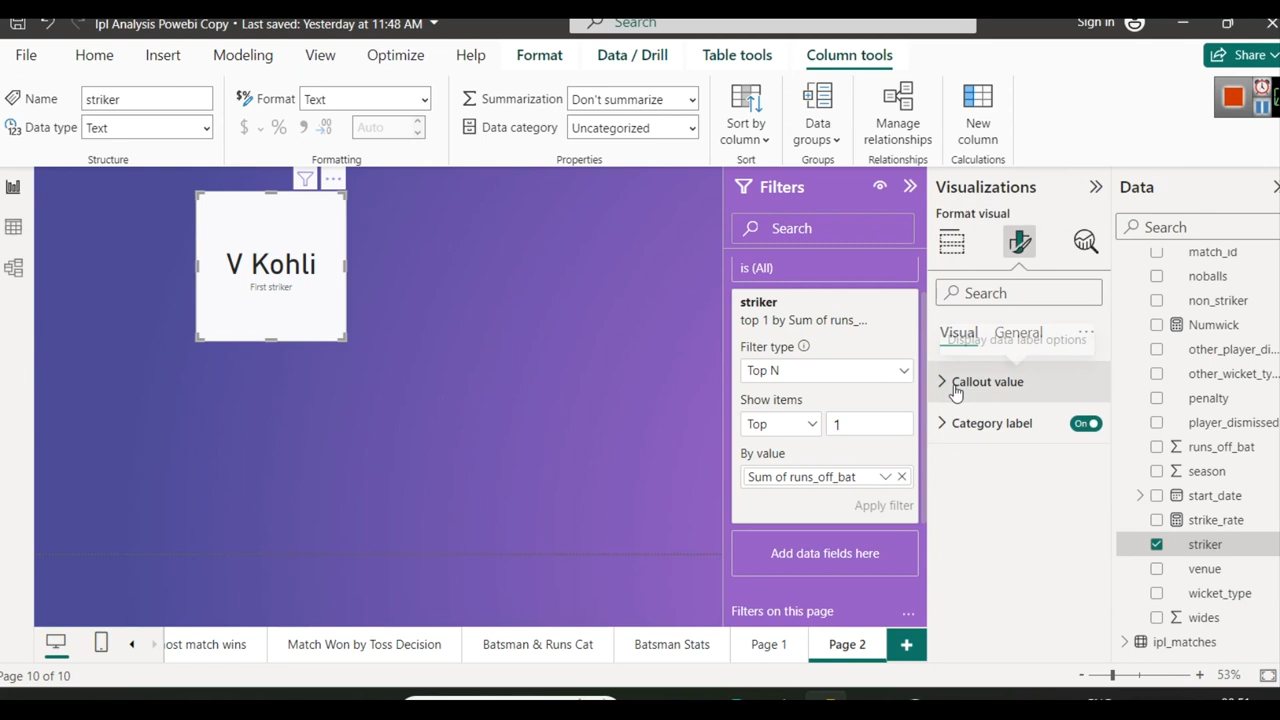 Ipl Analysis Powebi Copy • Last saved: Yesterday at 11:48 AM
Search
Sign in
File
Home
Insert
Modeling
View
Optimize
Help
Format
Data / Drill
Table tools
Column tools
Share
Name
striker
Data type
Text
Structure
Format
Text
$
%
Auto
Formatting
Summarization
Don't summarize
Data category
Uncategorized
Properties
Sort by
column
Sort
Data
groups
Groups
Manage
relationships
Relationships
New
column
Calculations
V Kohli
First striker
Filters
Search
is (All)
striker
top 1 by Sum of runs_...
Filter type
Top N
Show items
Top
1
By value
Sum of runs_off_bat
Apply filter
Add data fields here
Filters on this page
Visualizations
Format visual
Search
Visual
General
Display data label options
Callout value
Category label
On
Data
Search
match_id
noballs
non_striker
Numwick
other_player_di...
other_wicket_ty...
penalty
player_dismissed
runs_off_bat
season
start_date
strike_rate
striker
venue
wicket_type
wides
ipl_matches
ost match wins
Match Won by Toss Decision
Batsman & Runs Cat
Batsman Stats
Page 1
Page 2
Page 10 of 10
53%